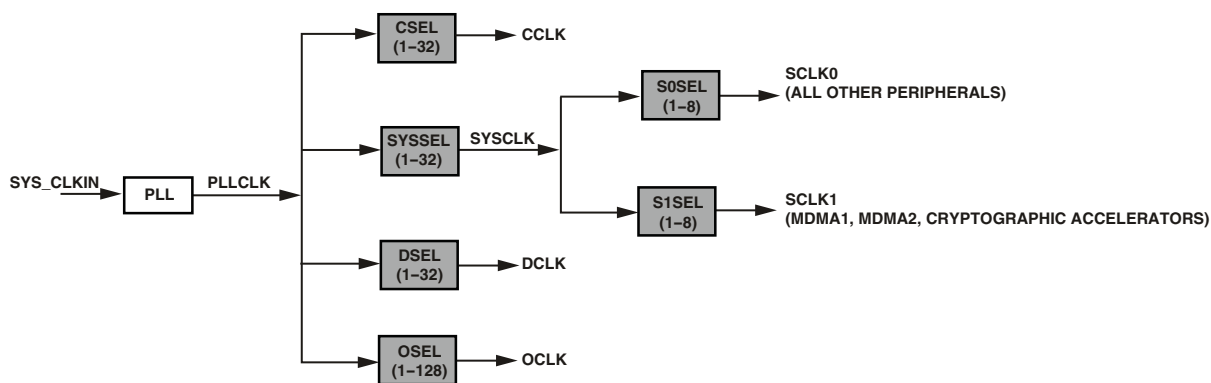 CSEL
(1–32)
CCLK
S0SEL
(1–8)
SCLK0
(ALL OTHER PERIPHERALS)
SYSSEL
(1–32)
SYSCLK
SYS_CLKIN
PLL
PLLCLK
S1SEL
(1–8)
SCLK1
(MDMA1, MDMA2, CRYPTOGRAPHIC ACCELERATORS)
DSEL
(1–32)
DCLK
OSEL
(1–128)
OCLK